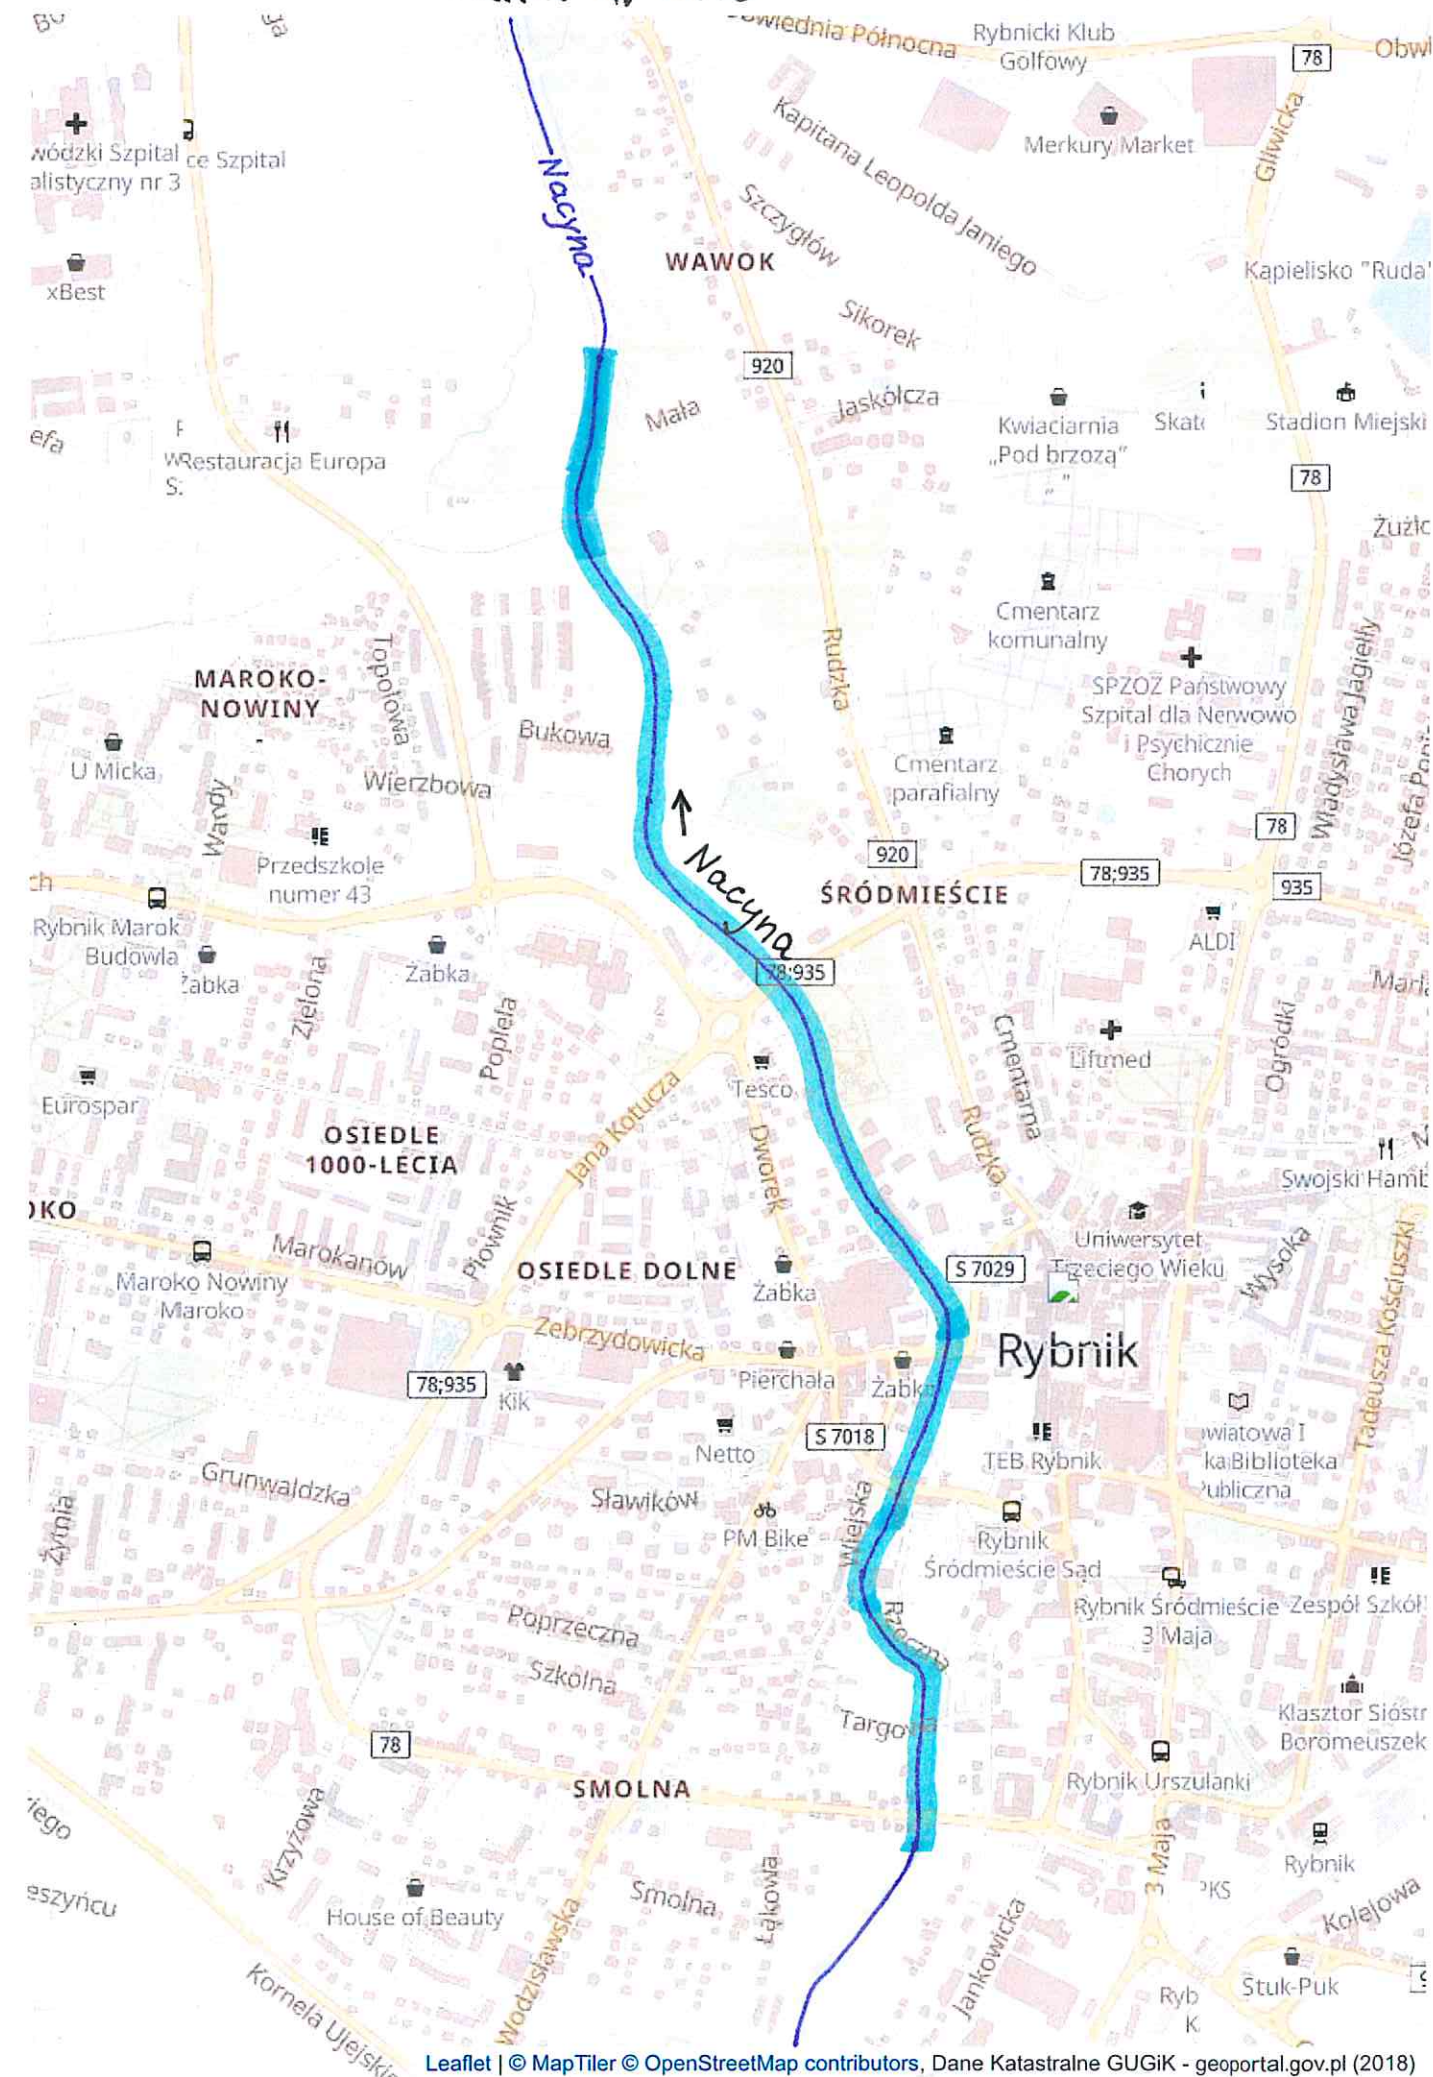 Obwiednia Północna
Rybnicki Klub
Golfowy
78
Merkury Market
Gliwicka
wódzki Szpital
ce Szpital
alistyczny nr 3
Kapitana Leopolda Janiego
Szczygłów
Nacyna
WAWOK
xBest
Kąpielisko "Ruda"
Sikorek
920
Jaskółcza
Mała
Kwiaciarnia
„Pod brzozą”
”
Stadion Miejski
efa
Restauracja Europa
78
Rudzka
Cmentarz
komunalny
Topolowa
MAROKO-
NOWINY
SPZOZ Państwowy
Szpital dla Nerwowo
i Psychicznie
Chorych
Władysława Jagiełły
Bukowa
U Micka
Wierzbowa
Wandy
Cmentarz
parafialny
Przedszkole
numer 43
78
920
78;935
935
Nacyna
ŚRÓDMIEŚCIE
ch
Rybnik Marok
Budowla
Żabka
Żabka
ALDI
78;935
Zielona
Popiela
Cmentarna
Liftmed
Ogródki
Tesco
Eurospar
Jana Kotucza
Dworek
Rudzka
OSIEDLE
1000-LECIA
Swojski Hamb
OKO
Marokanów
Piownik
Uniwersytet
Trzeciego Wieku
Wysoka
Maroko Nowiny
Maroko
OSIEDLE DOLNE
Żabka
S 7029
Tadeusza Kościuszki
Zebrzydowicka
Rybnik
78;935
Kik
Pierchała
Żabka
S 7018
Netto
TEB Rybnik
wiatowa I
ka Biblioteka
Publiczna
Grunwaldzka
Żytnia
Sławików
PM Bike
Wiejska
Rybnik
Śródmieście Sąd
Rzeczna
Rybnik Śródmieście
3 Maja
Zespół Szkół
Poprzeczna
Szkolna
Targowa
Klasztor Sióstr
Boromeuszek
78
SMOLNA
Rybnik Urszulanki
Krzyżowa
3 Maja
Rybnik
eszyńcu
House of Beauty
Smolna
Łąkowa
PKS
Kolejowa
Wodzisławska
Jankowicka
Stuk-Puk
Kornela Ujejski
Ryb
K
Leaflet | © MapTiler © OpenStreetMap contributors, Dane Katastralne GUGiK - geoportal.gov.pl (2018)